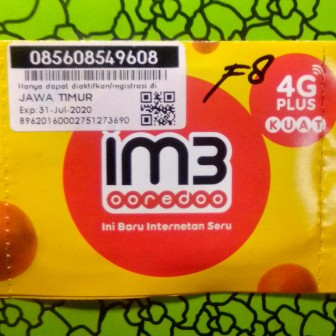 085608549608
Hanya dapat diaktifkan/registrasi di
JAWA TIMUR
Exp:31-Jul-2020
89620160002751273690
F8
4G
PLUS
KUAT
im3
ooredoo
Ini Baru Internetan Seru